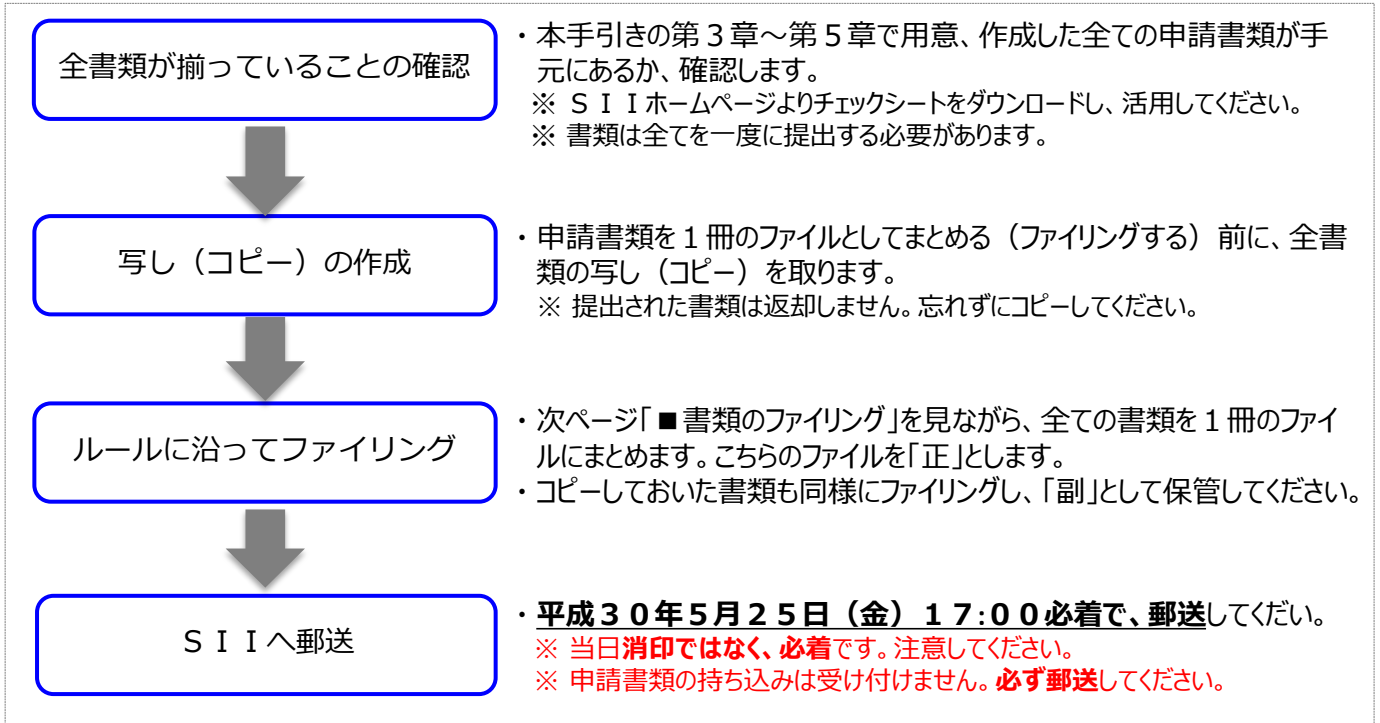 全書類が揃っていることの確認
・本手引きの第３章～第５章で用意、作成した全ての申請書類が手
元にあるか、確認します。
※ ＳＩＩホームページよりチェックシートをダウンロードし、活用してください。
※ 書類は全てを一度に提出する必要があります。
写し（コピー）の作成
・申請書類を１冊のファイルとしてまとめる（ファイリングする）前に、全書
類の写し（コピー）を取ります。
※ 提出された書類は返却しません。忘れずにコピーしてください。
ルールに沿ってファイリング
・次ページ「■書類のファイリング」を見ながら、全ての書類を１冊のファイ
ルにまとめます。こちらのファイルを「正」とします。
・コピーしておいた書類も同様にファイリングし、「副」として保管してください。
ＳＩＩへ郵送
・平成３０年５月２５日（金）１７:００必着で、郵送してくだい。
※ 当日消印ではなく、必着です。注意してください。
※ 申請書類の持ち込みは受け付けません。必ず郵送してください。